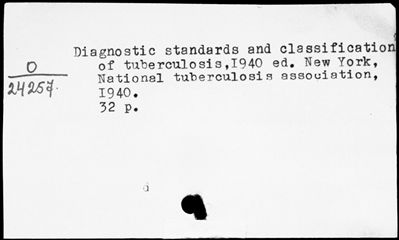 Diagnostic standards and classification
of tuberculosis,1940 ed. New York,
National tuberculosis association,
1940.
32 p.
O
24257.
d